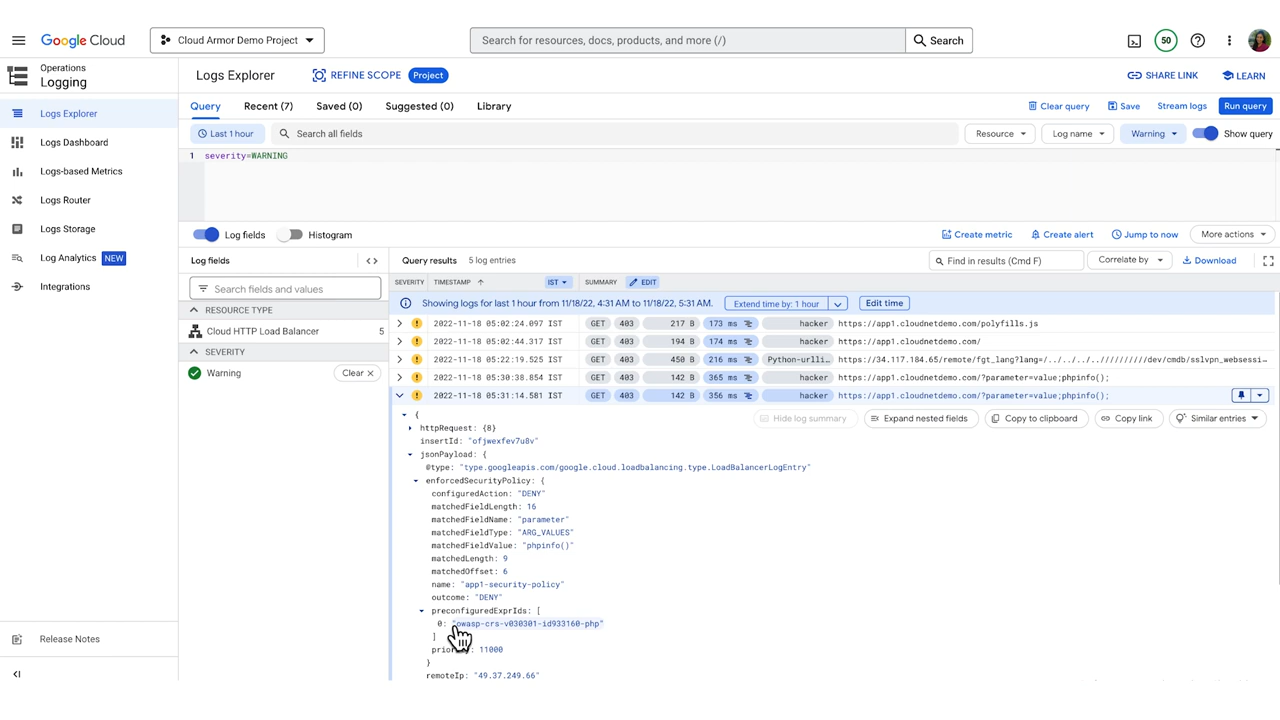 Google Cloud
Cloud Armor Demo Project
Search for resources, docs, products, and more (/)
Search
50
Operations
Logging
Logs Explorer
REFINE SCOPE
Project
SHARE LINK
LEARN
Logs Explorer
Logs Dashboard
Logs-based Metrics
Logs Router
Logs Storage
Log Analytics NEW
Integrations
Release Notes
Query
Recent (7)
Saved (0)
Suggested (0)
Library
Clear query
Save
Stream logs
Run query
Last 1 hour
Search all fields
Resource
Log name
Warning
Show query
1 severity=WARNING
Log fields
Histogram
Create metric
Create alert
Jump to now
More actions
Log fields
Search fields and values
RESOURCE TYPE
Cloud HTTP Load Balancer 5
SEVERITY
Warning
Clear
Query results 5 log entries
Find in results (Cmd F)
Correlate by
Download
SEVERITY TIMESTAMP IST SUMMARY EDIT
Showing logs for last 1 hour from 11/18/22, 4:31 AM to 11/18/22, 5:31 AM. Extend time by: 1 hour Edit time
2022-11-18 05:02:24.097 IST GET 403 217 B 173 ms hacker https://app1.cloudnetdemo.com/polyfills.js
2022-11-18 05:02:44.317 IST GET 403 194 B 174 ms hacker https://app1.cloudnetdemo.com/
2022-11-18 05:22:19.525 IST GET 403 450 B 216 ms Python-urlli… https://34.117.184.65/remote/fgt_lang?lang=/../../../..//////////dev/cmdb/sslvpn_websessi…
2022-11-18 05:30:38.854 IST GET 403 142 B 365 ms hacker https://app1.cloudnetdemo.com/?parameter=value;phpinfo();
2022-11-18 05:31:14.581 IST GET 403 142 B 356 ms hacker https://app1.cloudnetdemo.com/?parameter=value;phpinfo();
Hide log summary
Expand nested fields
Copy to clipboard
Copy link
Similar entries
{
httpRequest: {8}
insertId: "ofjwexfev7u8v"
jsonPayload: {
@type: "type.googleapis.com/google.cloud.loadbalancing.type.LoadBalancerLogEntry"
enforcedSecurityPolicy: {
configuredAction: "DENY"
matchedFieldLength: 16
matchedFieldName: "parameter"
matchedFieldType: "ARG_VALUES"
matchedFieldValue: "phpinfo()"
matchedLength: 9
matchedOffset: 6
name: "app1-security-policy"
outcome: "DENY"
preconfiguredExprIds: [
0: "owasp-crs-v030301-id933160-php"
]
11000
}
remoteIp: "49.37.249.66"